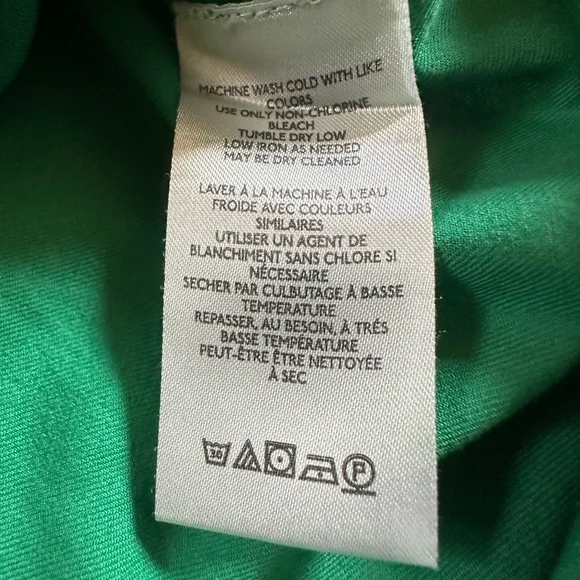 MACHINE WASH COLD WITH LIKE
COLORS
USE ONLY NON-CHLORINE
BLEACH
TUMBLE DRY LOW
LOW IRON AS NEEDED
MAY BE DRY CLEANED
LAVER À LA MACHINE À L'EAU
FROIDE AVEC COULEURS
SIMILAIRES
UTILISER UN AGENT DE
BLANCHIMENT SANS CHLORE SI
NÉCESSAIRE
SECHER PAR CULBUTAGE À BASSE
TEMPERATURE
REPASSER, AU BESOIN, À TRÉS
BASSE TEMPÉRATURE
PEUT-ÊTRE ÊTRE NETTOYÉE
À SEC
30 P